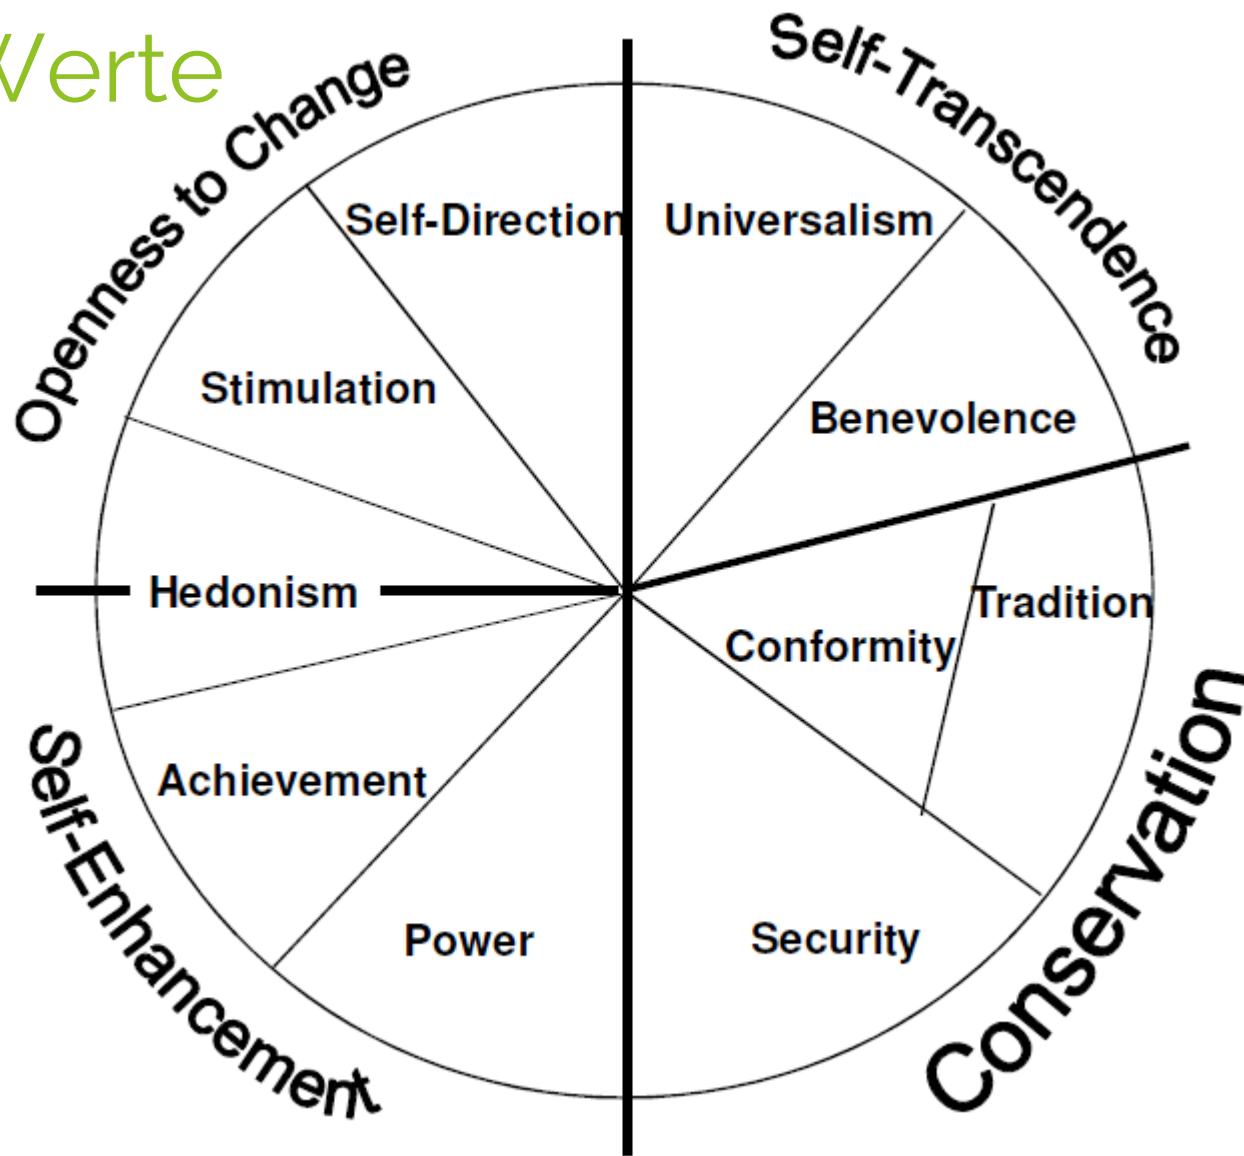 Werte
Openness to Change
Self-Transcendence
Self-Direction
Universalism
Stimulation
Benevolence
Hedonism
Tradition
Conformity
Achievement
Power
Security
Self-Enhancement
Conservation